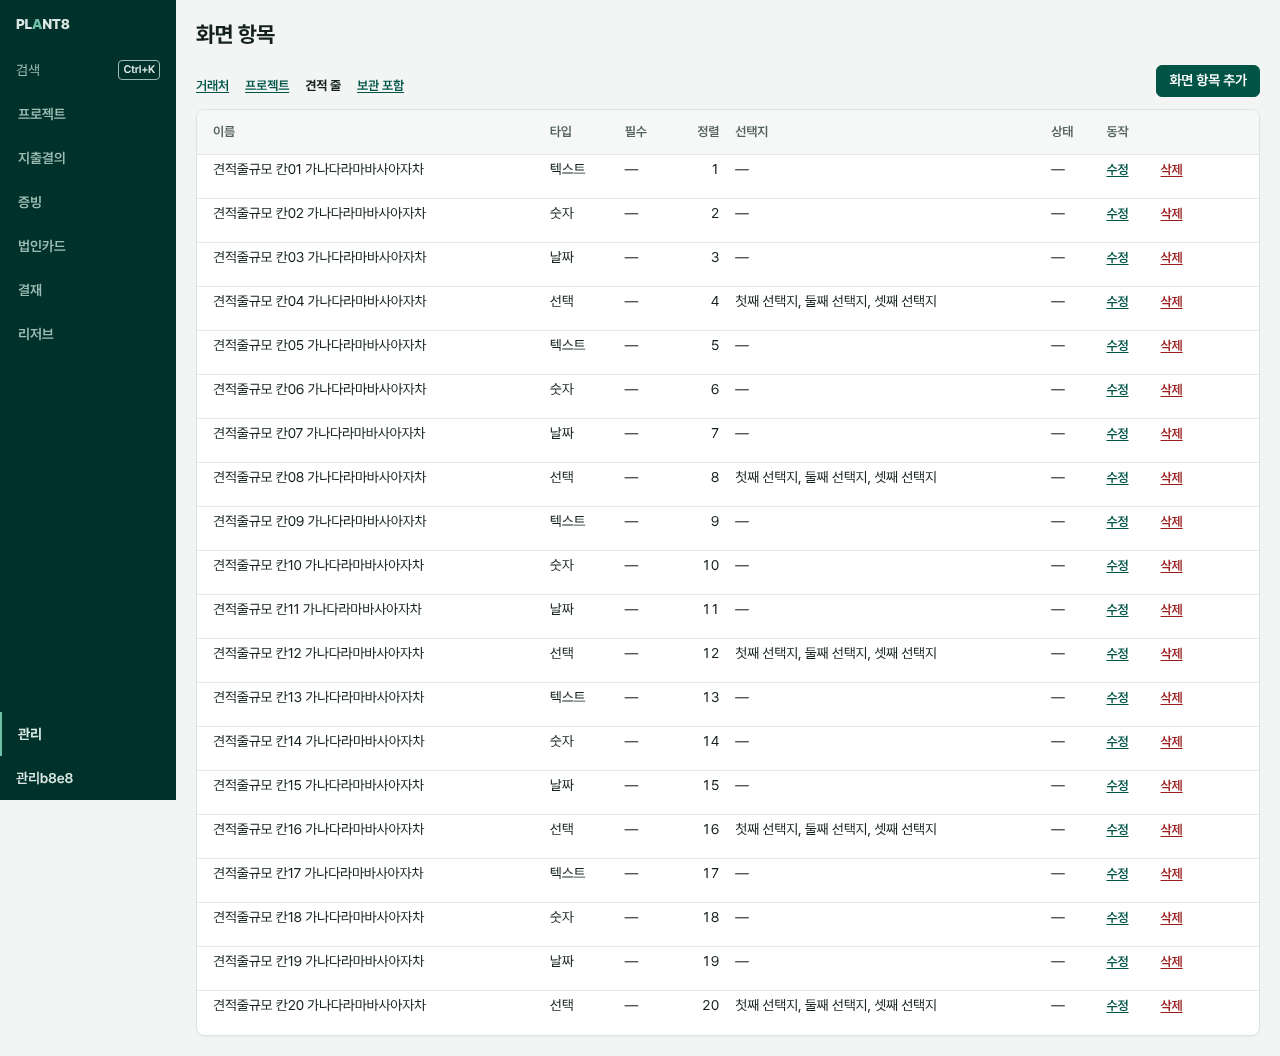 PLANT8
검색 Ctrl+K
프로젝트
지출결의
증빙
법인카드
결재
리저브
관리
관리b8e8
화면 항목
거래처 프로젝트 견적 줄 보관 포함 화면 항목 추가
이름 타입 필수 정렬 선택지 상태 동작
견적줄규모 칸01 가나다라마바사아자차 텍스트 — 1 — — 수정 삭제
견적줄규모 칸02 가나다라마바사아자차 숫자 — 2 — — 수정 삭제
견적줄규모 칸03 가나다라마바사아자차 날짜 — 3 — — 수정 삭제
견적줄규모 칸04 가나다라마바사아자차 선택 — 4 첫째 선택지, 둘째 선택지, 셋째 선택지 — 수정 삭제
견적줄규모 칸05 가나다라마바사아자차 텍스트 — 5 — — 수정 삭제
견적줄규모 칸06 가나다라마바사아자차 숫자 — 6 — — 수정 삭제
견적줄규모 칸07 가나다라마바사아자차 날짜 — 7 — — 수정 삭제
견적줄규모 칸08 가나다라마바사아자차 선택 — 8 첫째 선택지, 둘째 선택지, 셋째 선택지 — 수정 삭제
견적줄규모 칸09 가나다라마바사아자차 텍스트 — 9 — — 수정 삭제
견적줄규모 칸10 가나다라마바사아자차 숫자 — 10 — — 수정 삭제
견적줄규모 칸11 가나다라마바사아자차 날짜 — 11 — — 수정 삭제
견적줄규모 칸12 가나다라마바사아자차 선택 — 12 첫째 선택지, 둘째 선택지, 셋째 선택지 — 수정 삭제
견적줄규모 칸13 가나다라마바사아자차 텍스트 — 13 — — 수정 삭제
견적줄규모 칸14 가나다라마바사아자차 숫자 — 14 — — 수정 삭제
견적줄규모 칸15 가나다라마바사아자차 날짜 — 15 — — 수정 삭제
견적줄규모 칸16 가나다라마바사아자차 선택 — 16 첫째 선택지, 둘째 선택지, 셋째 선택지 — 수정 삭제
견적줄규모 칸17 가나다라마바사아자차 텍스트 — 17 — — 수정 삭제
견적줄규모 칸18 가나다라마바사아자차 숫자 — 18 — — 수정 삭제
견적줄규모 칸19 가나다라마바사아자차 날짜 — 19 — — 수정 삭제
견적줄규모 칸20 가나다라마바사아자차 선택 — 20 첫째 선택지, 둘째 선택지, 셋째 선택지 — 수정 삭제